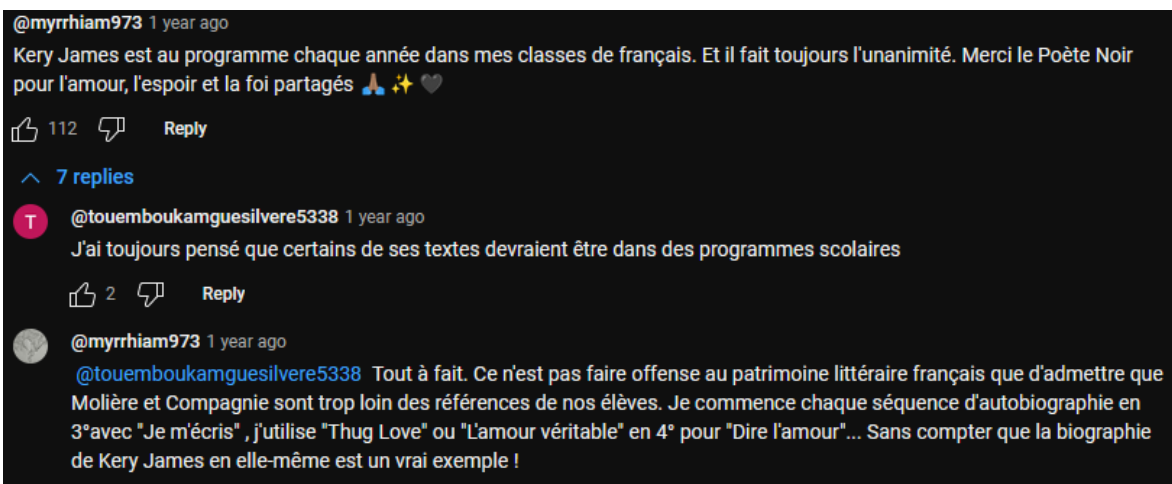 @myrrhiam973 1 year ago
Kery James est au programme chaque année dans mes classes de français. Et il fait toujours l'unanimité. Merci le Poète Noir
pour l'amour, l'espoir et la foi partagés 🙏🏽 ✨ 🖤
112 Reply
7 replies
T
@touemboukamguesilvere5338 1 year ago
J'ai toujours pensé que certains de ses textes devraient être dans des programmes scolaires
2 Reply
@myrrhiam973 1 year ago
@touemboukamguesilvere5338 Tout à fait. Ce n'est pas faire offense au patrimoine littéraire français que d'admettre que
Molière et Compagnie sont trop loin des références de nos élèves. Je commence chaque séquence d'autobiographie en
3°avec "Je m'écris" , j'utilise "Thug Love" ou "L'amour véritable" en 4° pour "Dire l'amour"... Sans compter que la biographie
de Kery James en elle-même est un vrai exemple !